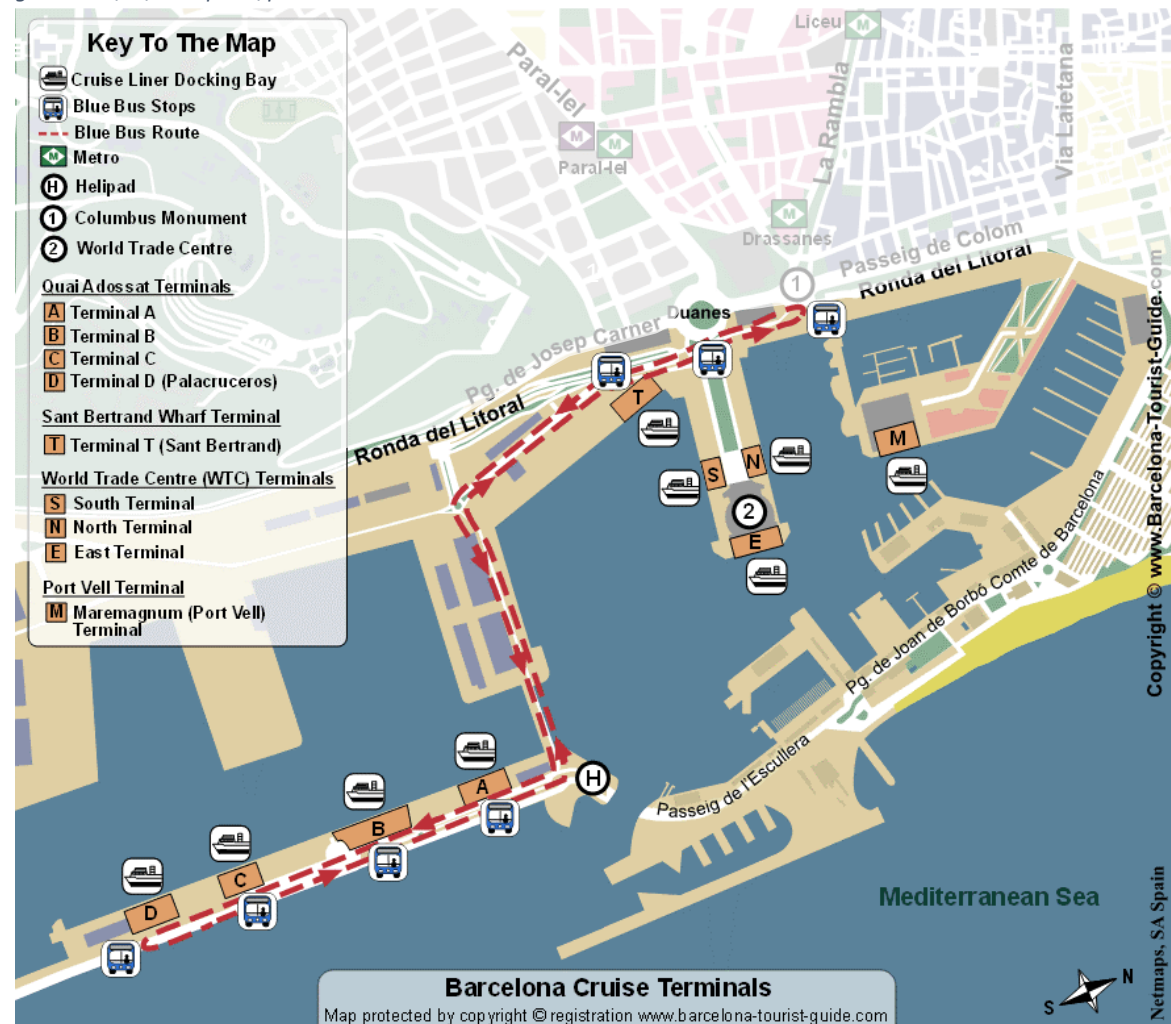 Key To The Map
Cruise Liner Docking Bay
Blue Bus Stops
Blue Bus Route
M Metro
H Helipad
1 Columbus Monument
2 World Trade Centre
Quai Adossat Terminals
A Terminal A
B Terminal B
C Terminal C
D Terminal D (Palacruceros)
Sant Bertrand Wharf Terminal
T Terminal T (Sant Bertrand)
World Trade Centre (WTC) Terminals
S South Terminal
N North Terminal
E East Terminal
Port Vell Terminal
M Maremagnum (Port Vell)
Terminal
Liceu M
Paral-lel
M M
Paral-lel
La Rambla
Via Laietana
M
Drassanes
Passeig de Colom
Ronda del Litoral
1
Duanes
Pg. de Josep Carner
Ronda del Litoral
T
S
N
M
2
E
Pg. de Joan de Borbó Comte de Barcelona
Passeig de l'Escullera
H
A
B
C
D
Mediterranean Sea
Copyright © www.Barcelona-Tourist-Guide.com
Netmaps, SA Spain
N
S
Barcelona Cruise Terminals
Map protected by copyright © registration www.barcelona-tourist-guide.com